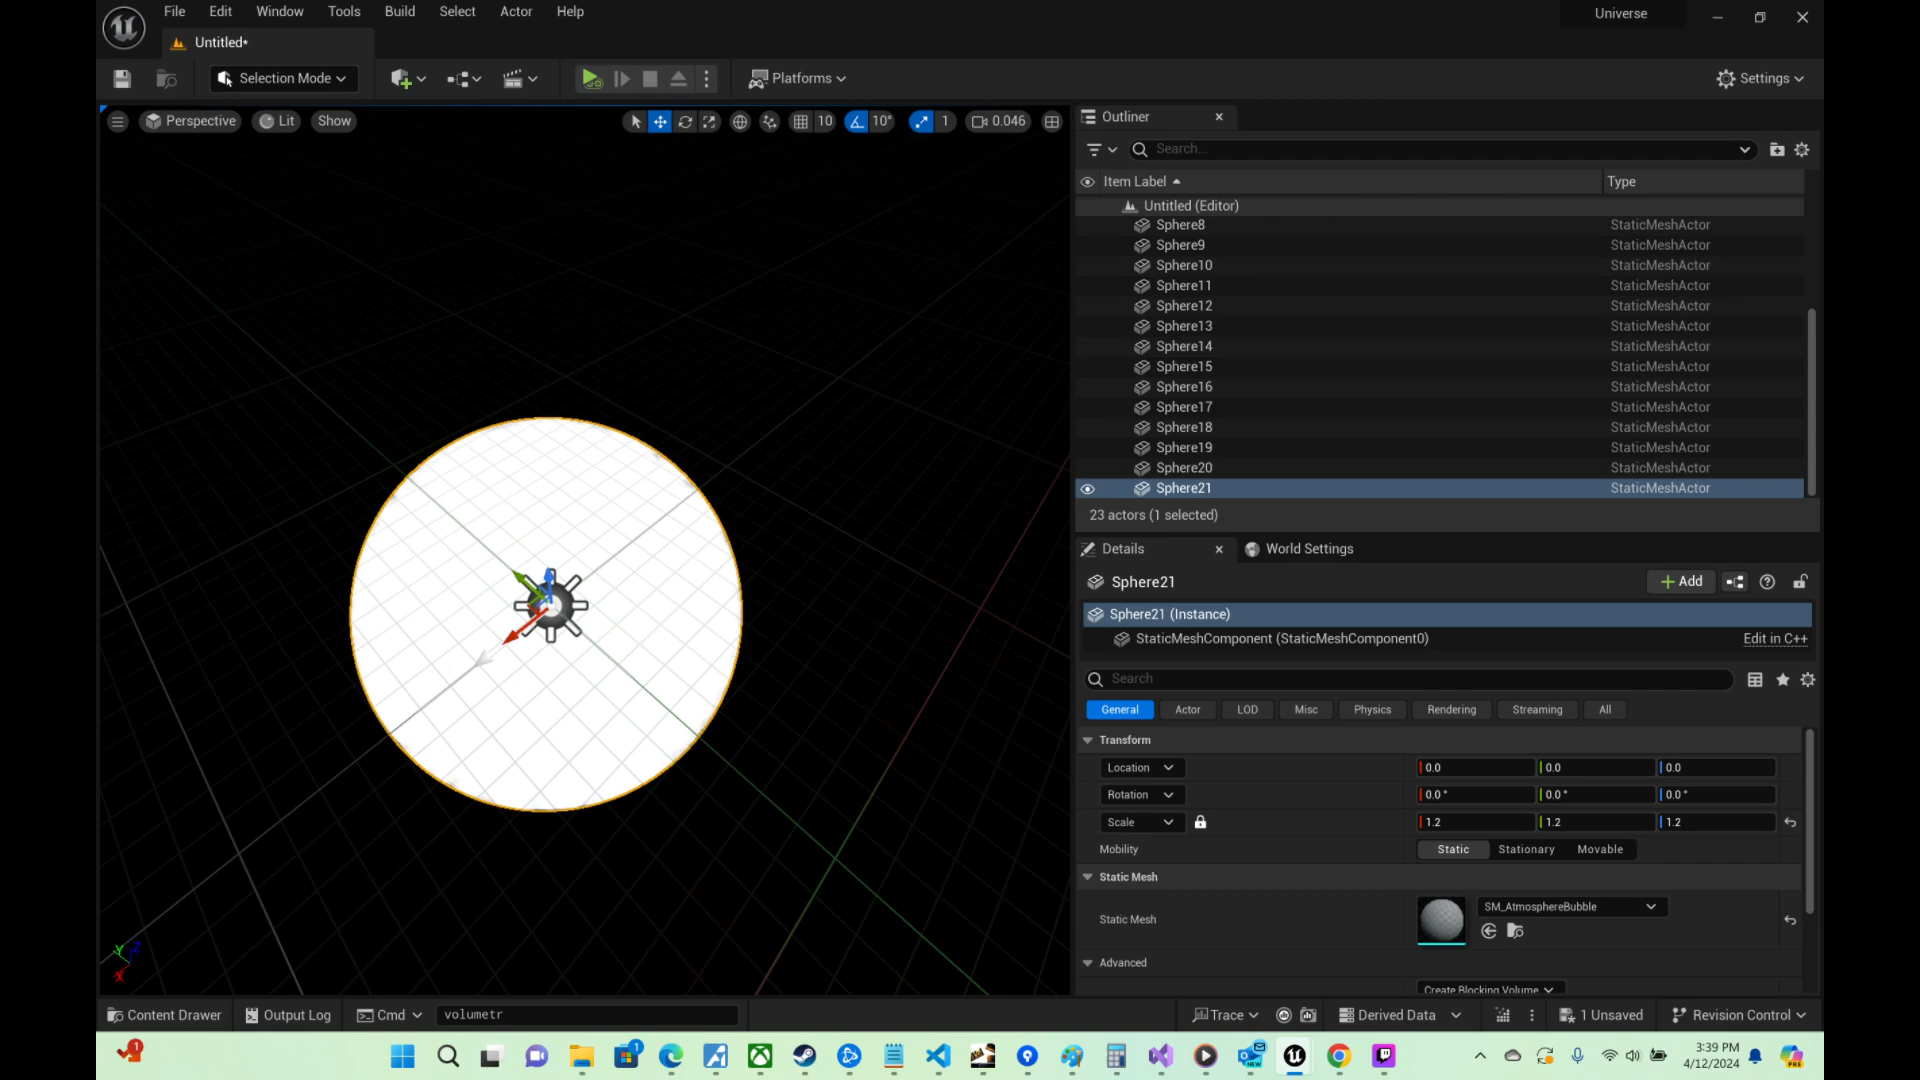 File Edit Window Tools Build Select Actor Help
Universe
Untitled*
Selection Mode
Platforms
Settings
Perspective Lit Show
10 10° 1 0.046
Outliner
Search...
Item Label Type
Untitled (Editor)
Sphere8 StaticMeshActor
Sphere9 StaticMeshActor
Sphere10 StaticMeshActor
Sphere11 StaticMeshActor
Sphere12 StaticMeshActor
Sphere13 StaticMeshActor
Sphere14 StaticMeshActor
Sphere15 StaticMeshActor
Sphere16 StaticMeshActor
Sphere17 StaticMeshActor
Sphere18 StaticMeshActor
Sphere19 StaticMeshActor
Sphere20 StaticMeshActor
Sphere21 StaticMeshActor
23 actors (1 selected)
Details World Settings
Sphere21
Add
Sphere21 (Instance)
StaticMeshComponent (StaticMeshComponent0) Edit in C++
Search
General Actor LOD Misc Physics Rendering Streaming All
Transform
Location 0.0 0.0 0.0
Rotation 0.0° 0.0° 0.0°
Scale 1.2 1.2 1.2
Mobility Static Stationary Movable
Static Mesh
Static Mesh SM_AtmosphereBubble
Advanced
Create Blocking Volume
Y Z
X
Content Drawer Output Log Cmd volumetr
Trace Derived Data 1 Unsaved Revision Control
1 1 NEW PRE
3:39 PM
4/12/2024